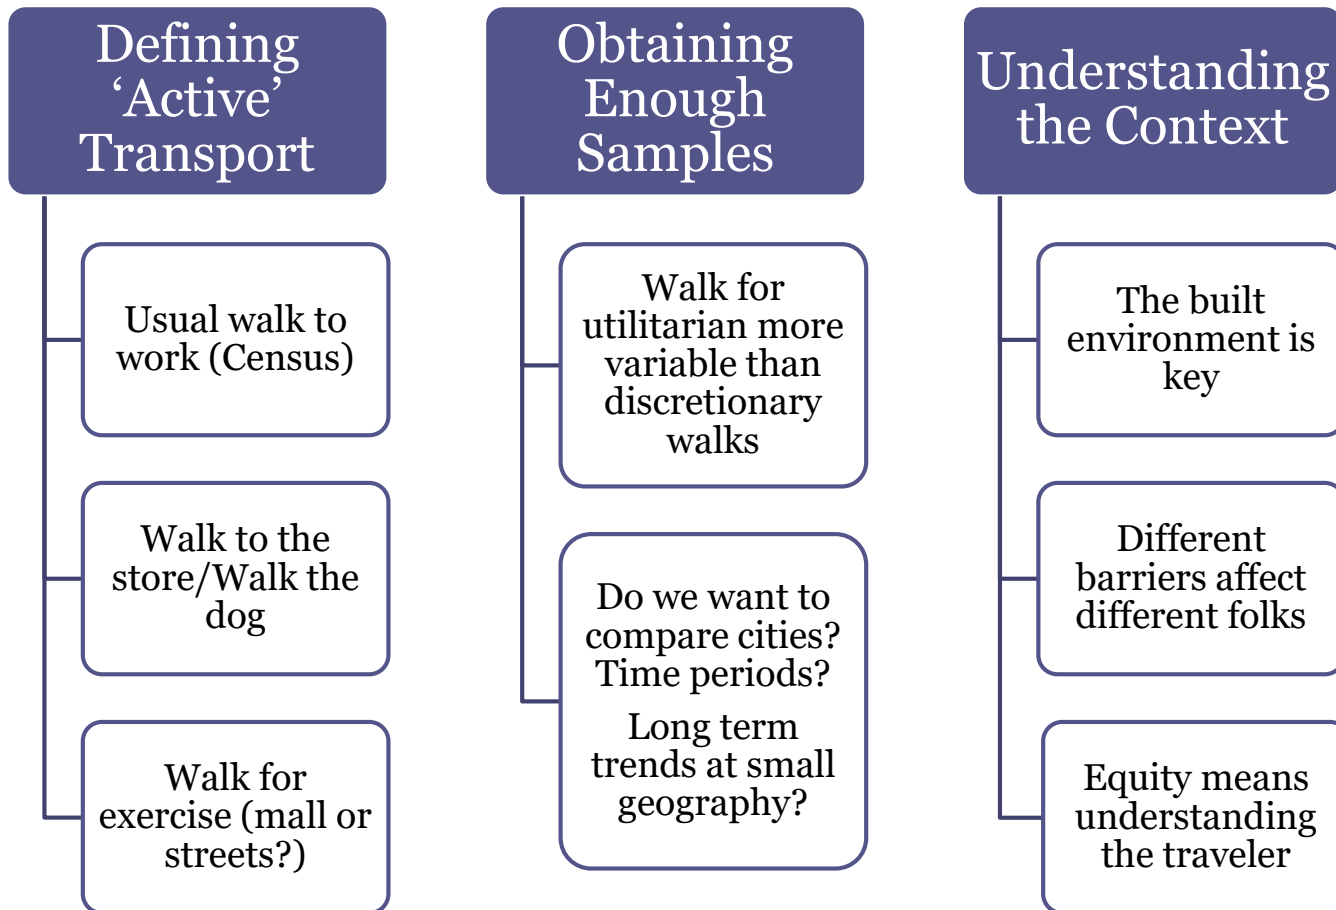 Defining
‘Active’
Transport
Usual walk to
work (Census)
Walk to the
store/Walk the
dog
Walk for
exercise (mall or
streets?)
Obtaining
Enough
Samples
Walk for
utilitarian more
variable than
discretionary
walks
Do we want to
compare cities?
Time periods?
Long term
trends at small
geography?
Understanding
the Context
The built
environment is
key
Different
barriers affect
different folks
Equity means
understanding
the traveler